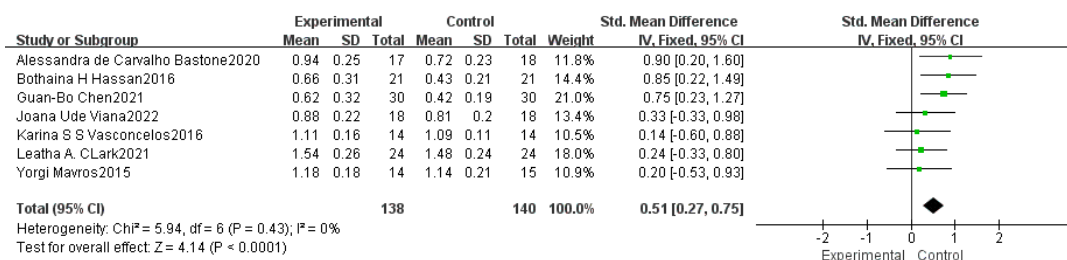 Experimental Control Std. Mean Difference Std. Mean Difference
Study or Subgroup Mean SD Total Mean SD Total Weight IV, Fixed, 95% CI IV, Fixed, 95% CI
Alessandra de Carvalho Bastone2020 0.94 0.25 17 0.72 0.23 18 11.8% 0.90 [0.20, 1.60]
Bothaina H Hassan2016 0.66 0.31 21 0.43 0.21 21 14.4% 0.85 [0.22, 1.49]
Guan-Bo Chen2021 0.62 0.32 30 0.42 0.19 30 21.0% 0.75 [0.23, 1.27]
Joana Ude Viana2022 0.88 0.22 18 0.81 0.2 18 13.4% 0.33 [-0.33, 0.98]
Karina S S Vasconcelos2016 1.11 0.16 14 1.09 0.11 14 10.5% 0.14 [-0.60, 0.88]
Leatha A. CLark2021 1.54 0.26 24 1.48 0.24 24 18.0% 0.24 [-0.33, 0.80]
Yorgi Mavros2015 1.18 0.18 14 1.14 0.21 15 10.9% 0.20 [-0.53, 0.93]
Total (95% CI) 138 140 100.0% 0.51 [0.27, 0.75]
Heterogeneity: Chi² = 5.94, df = 6 (P = 0.43); I² = 0%
Test for overall effect: Z = 4.14 (P < 0.0001)
-2 -1 0 1 2
Experimental Control